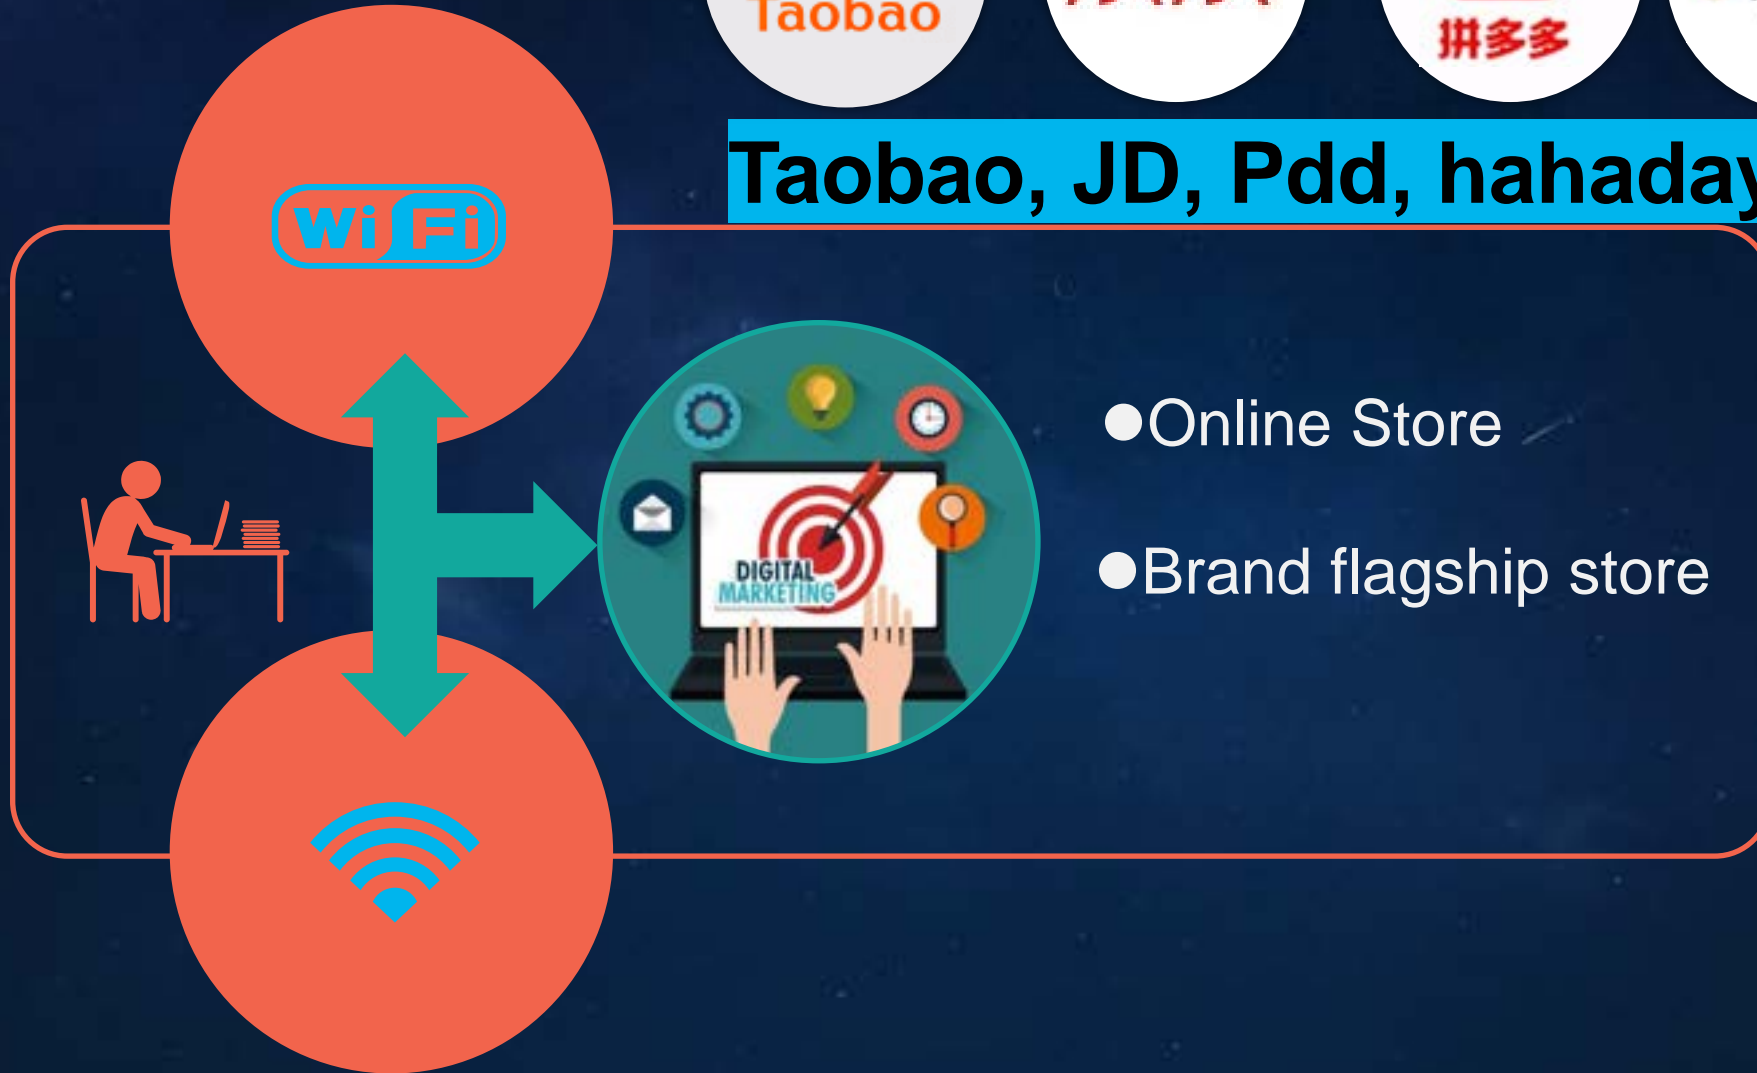 Taobao
拼多多
Taobao, JD, Pdd, hahaday
Wi Fi
Online Store
DIGITAL
MARKETING
Brand flagship store